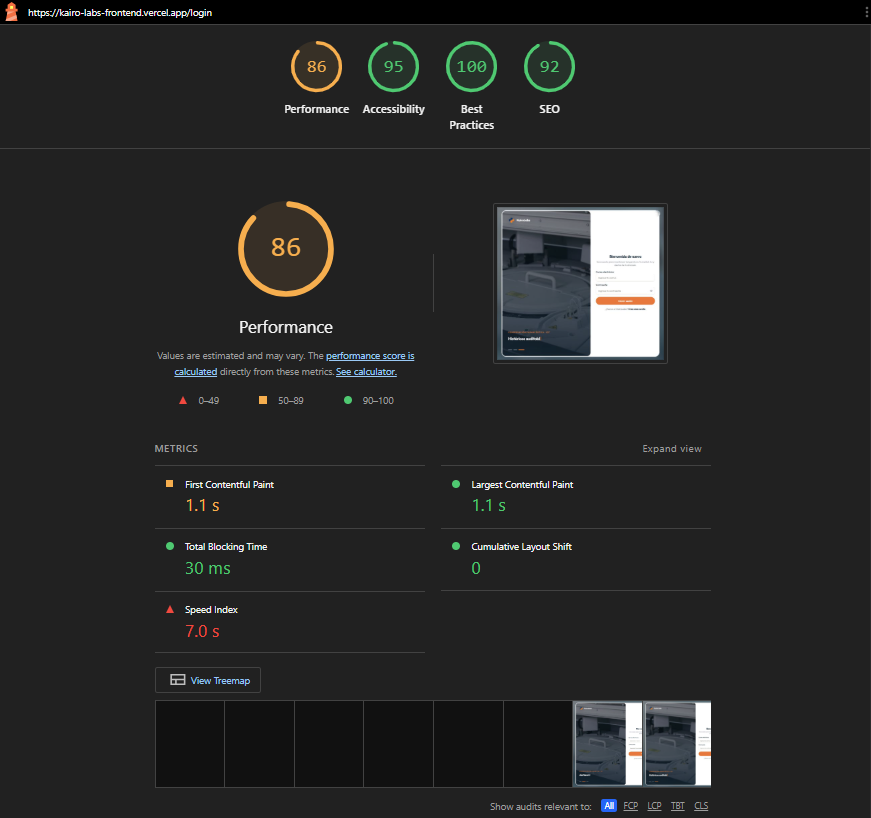 https://kairo-labs-frontend.vercel.app/login
86
95
100
92
Performance
Accessibility
Best
Practices
SEO
86
Performance
Values are estimated and may vary. The performance score is
calculated directly from these metrics. See calculator.
0–49
50–89
90–100
Bienvenido de nuevo
METRICS
Expand view
First Contentful Paint
1.1 s
Largest Contentful Paint
1.1 s
Total Blocking Time
30 ms
Cumulative Layout Shift
0
Speed Index
7.0 s
View Treemap
Show audits relevant to: All FCP LCP TBT CLS